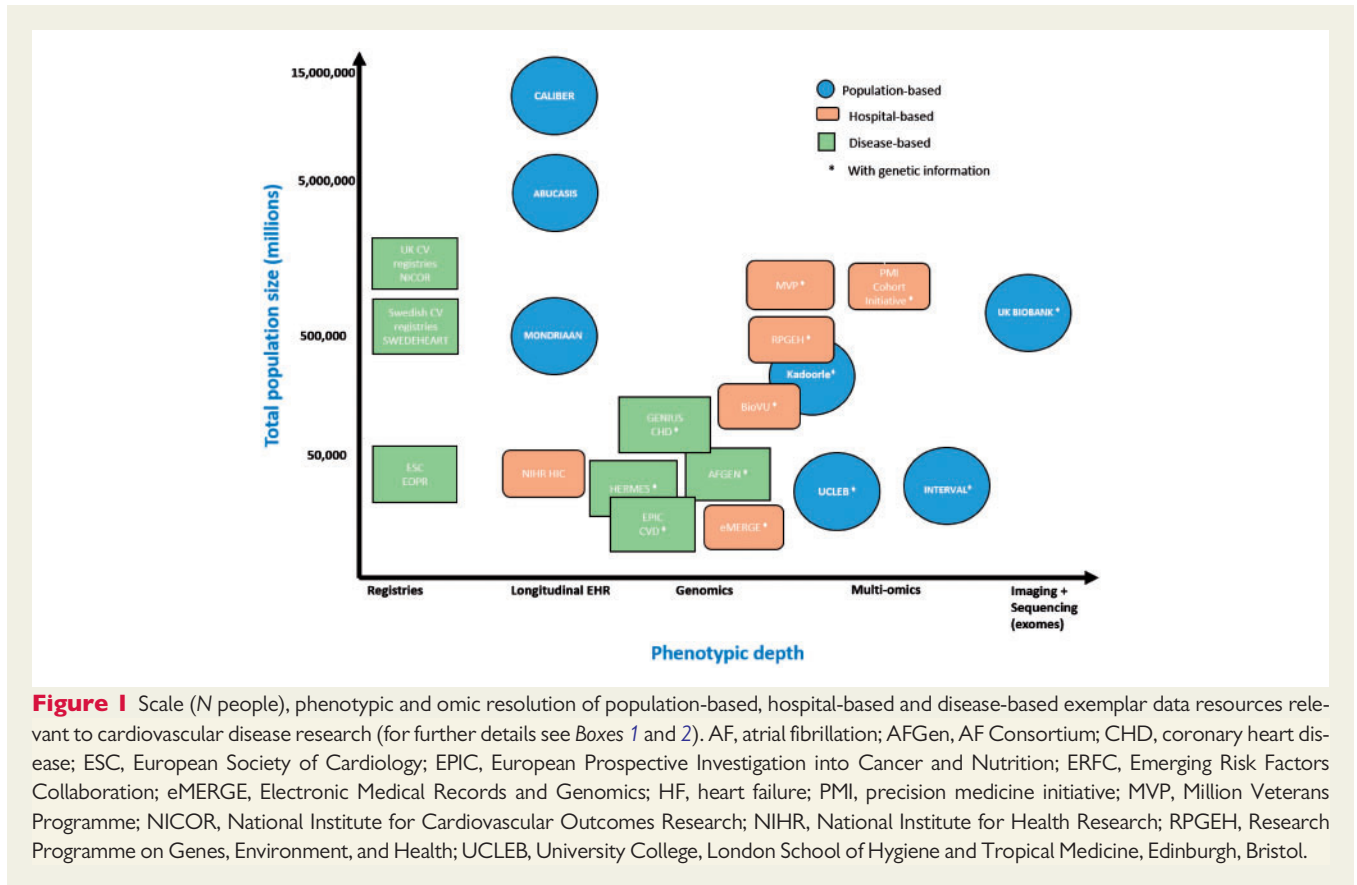 15,000,000
5,000,000
500,000
50,000
Total population size (millions)
CALIBER
ABUCASIS
MONDRIAAN
UK CV
registries
NICOR
Swedish CV
registries
SWEDEHEART
ESC
EOPR
NIHR HIC
GENIUS
CHD *
HERMES *
EPIC
CVD *
AFGEN *
eMERGE *
BioVU *
MVP *
RPGEH *
Kadoorle*
PMI
Cohort
Initiative *
UK BIOBANK *
UCLEB *
INTERVAL*
Population-based
Hospital-based
Disease-based
* With genetic information
Registries
Longitudinal EHR
Genomics
Multi-omics
Imaging +
Sequencing
(exomes)
Phenotypic depth
Figure 1 Scale (N people), phenotypic and omic resolution of population-based, hospital-based and disease-based exemplar data resources rele-
vant to cardiovascular disease research (for further details see Boxes 1 and 2). AF, atrial fibrillation; AFGen, AF Consortium; CHD, coronary heart dis-
ease; ESC, European Society of Cardiology; EPIC, European Prospective Investigation into Cancer and Nutrition; ERFC, Emerging Risk Factors
Collaboration; eMERGE, Electronic Medical Records and Genomics; HF, heart failure; PMI, precision medicine initiative; MVP, Million Veterans
Programme; NICOR, National Institute for Cardiovascular Outcomes Research; NIHR, National Institute for Health Research; RPGEH, Research
Programme on Genes, Environment, and Health; UCLEB, University College, London School of Hygiene and Tropical Medicine, Edinburgh, Bristol.